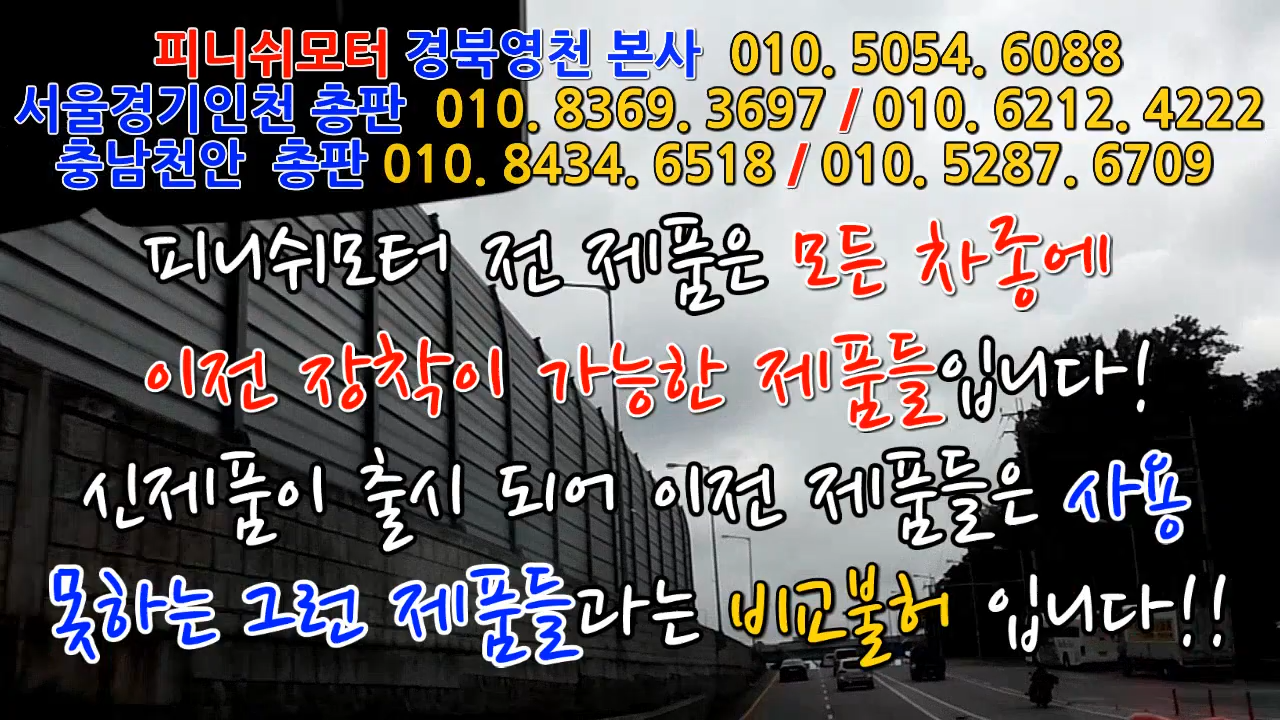 피니쉬모터 경북영천 본사 010. 5054. 6088
서울경기인천 총판 010. 8369. 3697 / 010. 6212. 4222
충남천안 총판 010. 8434. 6518 / 010. 5287. 6709
피니쉬모터 전 제품은 모든 차종에
이전 장착이 가능한 제품들입니다!
신제품이 출시 되어 이전 제품들은 사용
못하는 그런 제품들과는 비교불허 입니다!!